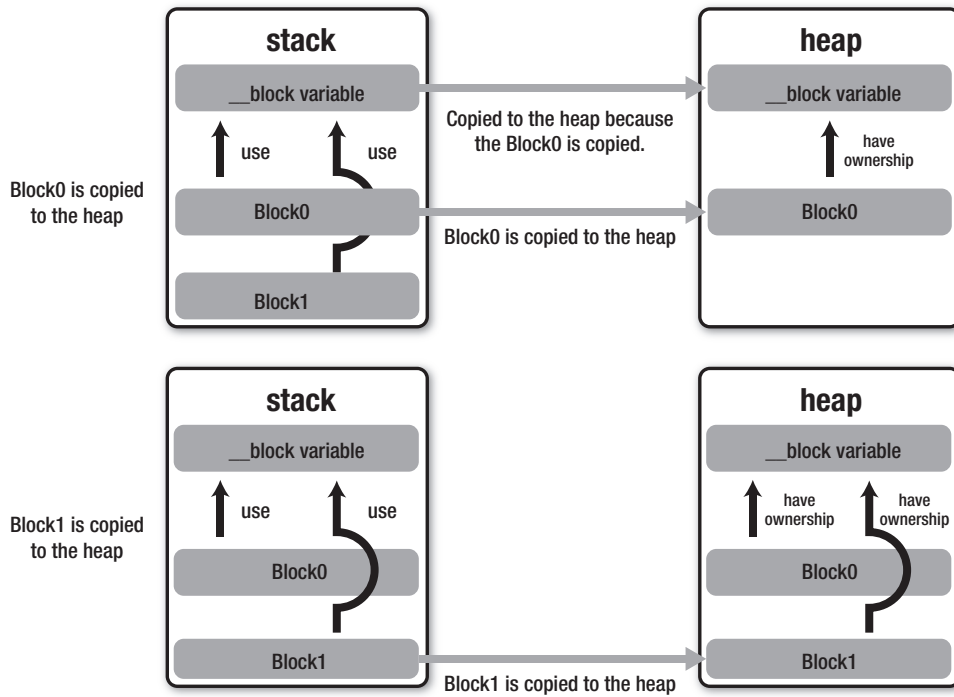 stack
heap
__block variable
__block variable
Copied to the heap because
the Block0 is copied.
use
use
have
ownership
Block0 is copied
to the heap
Block0
Block0
Block0 is copied to the heap
Block1
stack
heap
__block variable
__block variable
use
use
have
ownership
have
ownership
Block1 is copied
to the heap
Block0
Block0
Block1
Block1
Block1 is copied to the heap